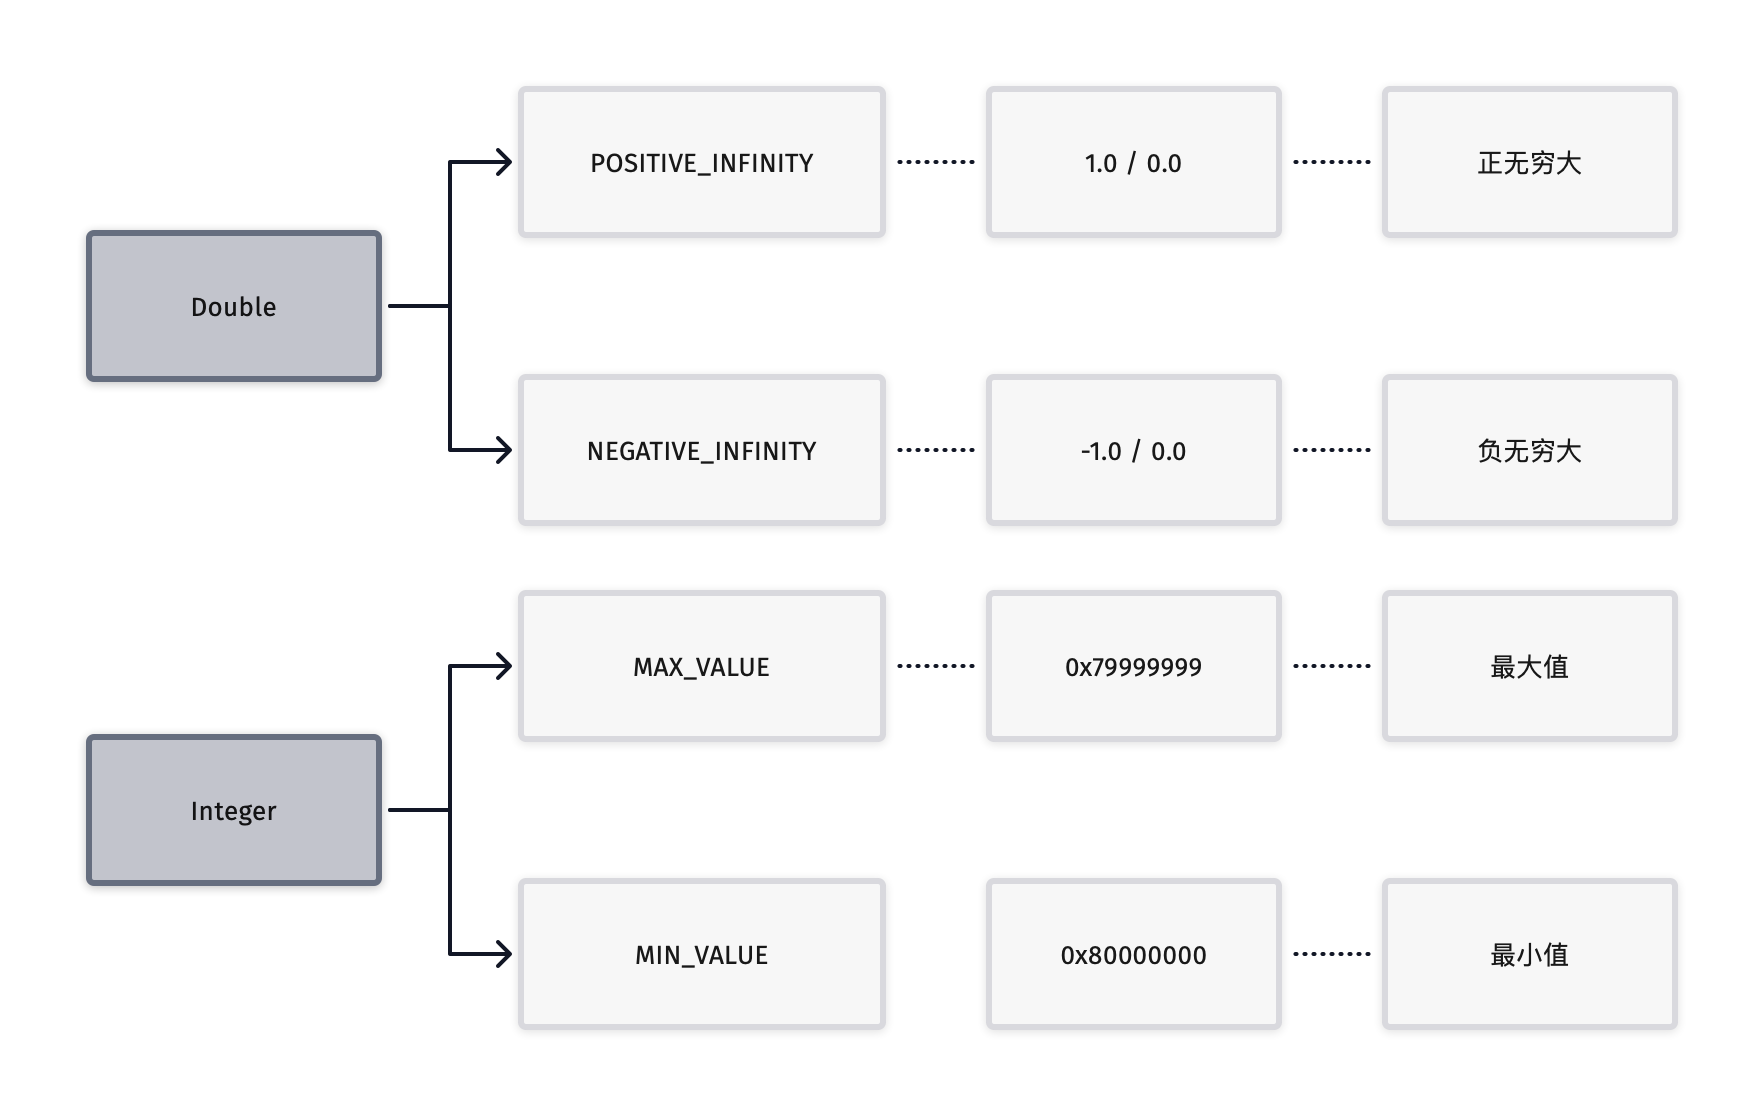 POSITIVE_INFINITY
1.0 / 0.0
正无穷大
Double
NEGATIVE_INFINITY
-1.0 / 0.0
负无穷大
MAX_VALUE
0x79999999
最大值
Integer
MIN_VALUE
0x80000000
最小值